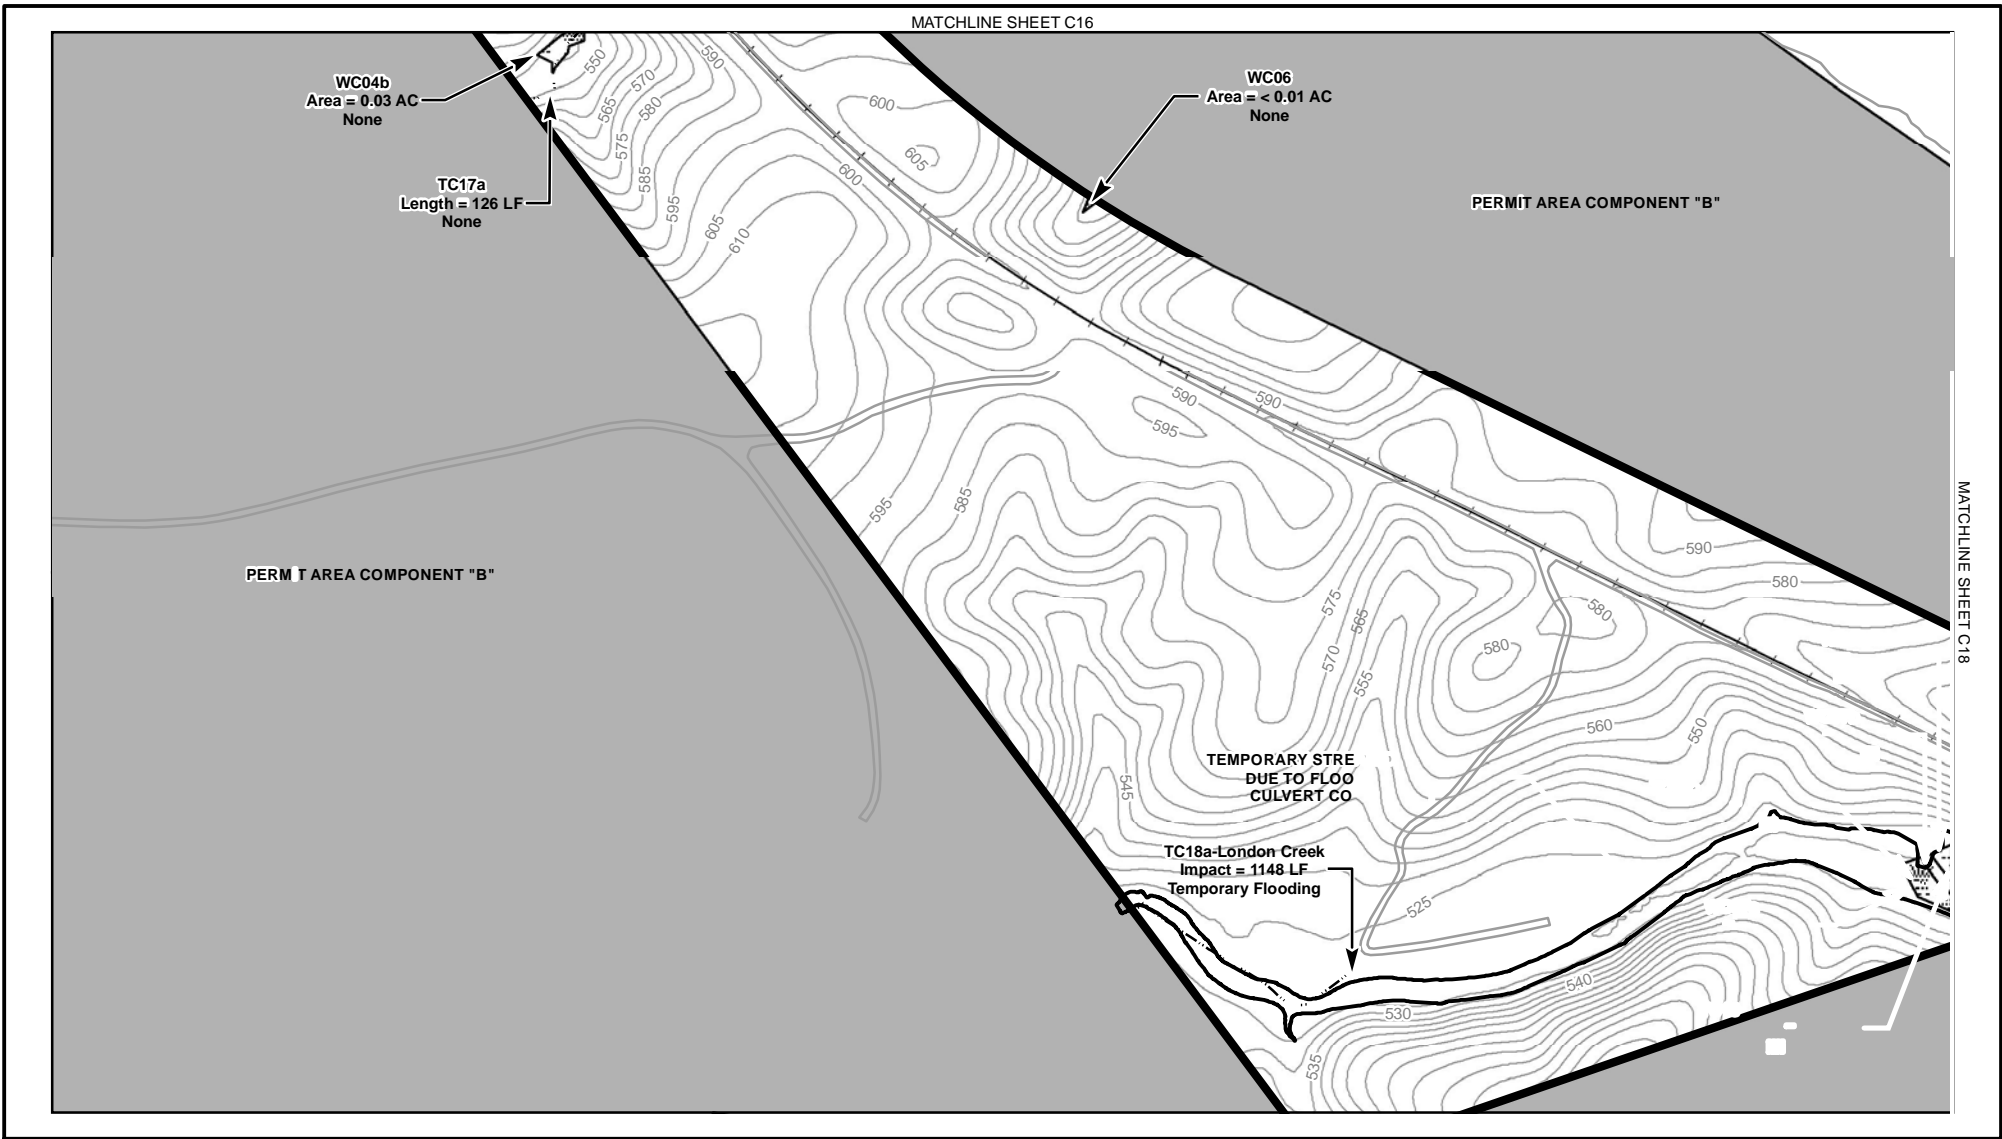 MATCHLINE SHEET C16
WC04b
Area = 0.03 AC
None
TC17a
Length = 126 LF
None
WC06
Area = < 0.01 AC
None
PERMIT AREA COMPONENT "B"
PERM T AREA COMPONENT "B"
MATCHLINE SHEET C18
550
590
570
565
580
575
585
595
605
610
600
600
605
590
590
595
595
585
590
580
575
565
570
555
580
580
560
550
545
TEMPORARY STRE
DUE TO FLOO
CULVERT CO
TC18a-London Creek
Impact = 1148 LF
Temporary Flooding
525
540
530
535